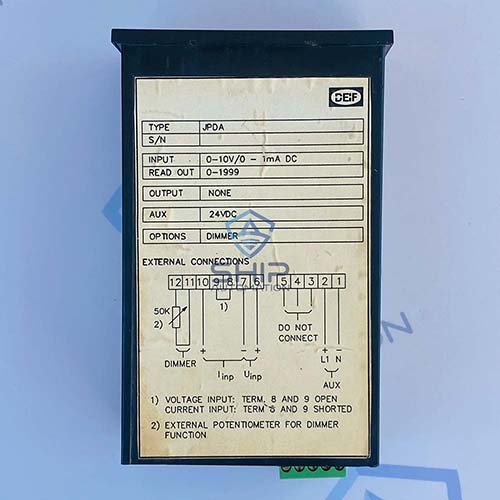 DEIF
TYPE JPDA
S/N
INPUT 0-10V/0 - 1mA DC
READ OUT 0-1999
OUTPUT NONE
AUX 24VDC
OPTIONS DIMMER
EXTERNAL CONNECTIONS
SHIP
AUTOMATION
12 11 10 9 8 7 6 5 4 3 2 1
1)
50K
2)
DO NOT
CONNECT
+ - + + -
L1 N
DIMMER Iinp Uinp AUX
1) VOLTAGE INPUT: TERM. 8 AND 9 OPEN
CURRENT INPUT: TERM 8 AND 9 SHORTED
2) EXTERNAL POTENTIOMETER FOR DIMMER
FUNCTION